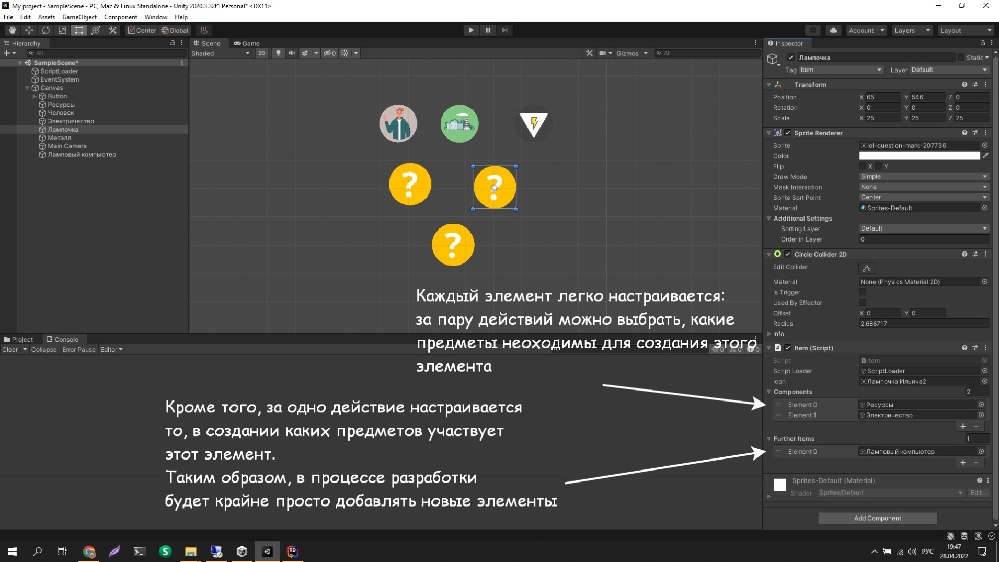 My project - SampleScene - PC, Mac & Linux Standalone - Unity 2020.3.32f1 Personal* <DX11>
File Edit Assets GameObject Component Window Help
Center Global Account Layers Layout
Hierarchy
All
SampleScene*
ScriptLoader
EventSystem
Canvas
Button
Ресурсы
Человек
Электричество
Лампочка
Металл
Main Camera
Ламповый компьютер
Scene Game
Shaded 2D 0 Gizmos All
?
?
?
Каждый элемент легко настраивается:
за пару действий можно выбрать, какие
предметы неоходимы для создания этого
элемента
Project Console
Clear Collapse Error Pause Editor 0 0 0
Кроме того, за одно действие настраивается
то, в создании каких предметов участвует
этот элемент.
Таким образом, в процессе разработки
будет крайне просто добавлять новые элементы
Inspector
Лампочка Static
Tag Item Layer Default
Transform
Position X 65 Y 546 Z 0
Rotation X 0 Y 0 Z 0
Scale X 25 Y 25 Z 25
Sprite Renderer
Sprite lol-question-mark-207736
Color
Flip X Y
Draw Mode Simple
Mask Interaction None
Sprite Sort Point Center
Material Sprites-Default
Additional Settings
Sorting Layer Default
Order in Layer 0
Circle Collider 2D
Edit Collider
Material None (Physics Material 2D)
Is Trigger
Used By Effector
Offset X 0 Y 0
Radius 2.688717
Info
Item (Script)
Script Item
Script Loader ScriptLoader
Icon Лампочка Ильича2
Components 2
Element 0 Ресурсы
Element 1 Электричество
+ −
Further Items 1
Element 0 Ламповый компьютер
+ −
Sprites-Default (Material)
Shader Sprites/Default Edit...
Add Component
РУС 19:47
28.04.2022